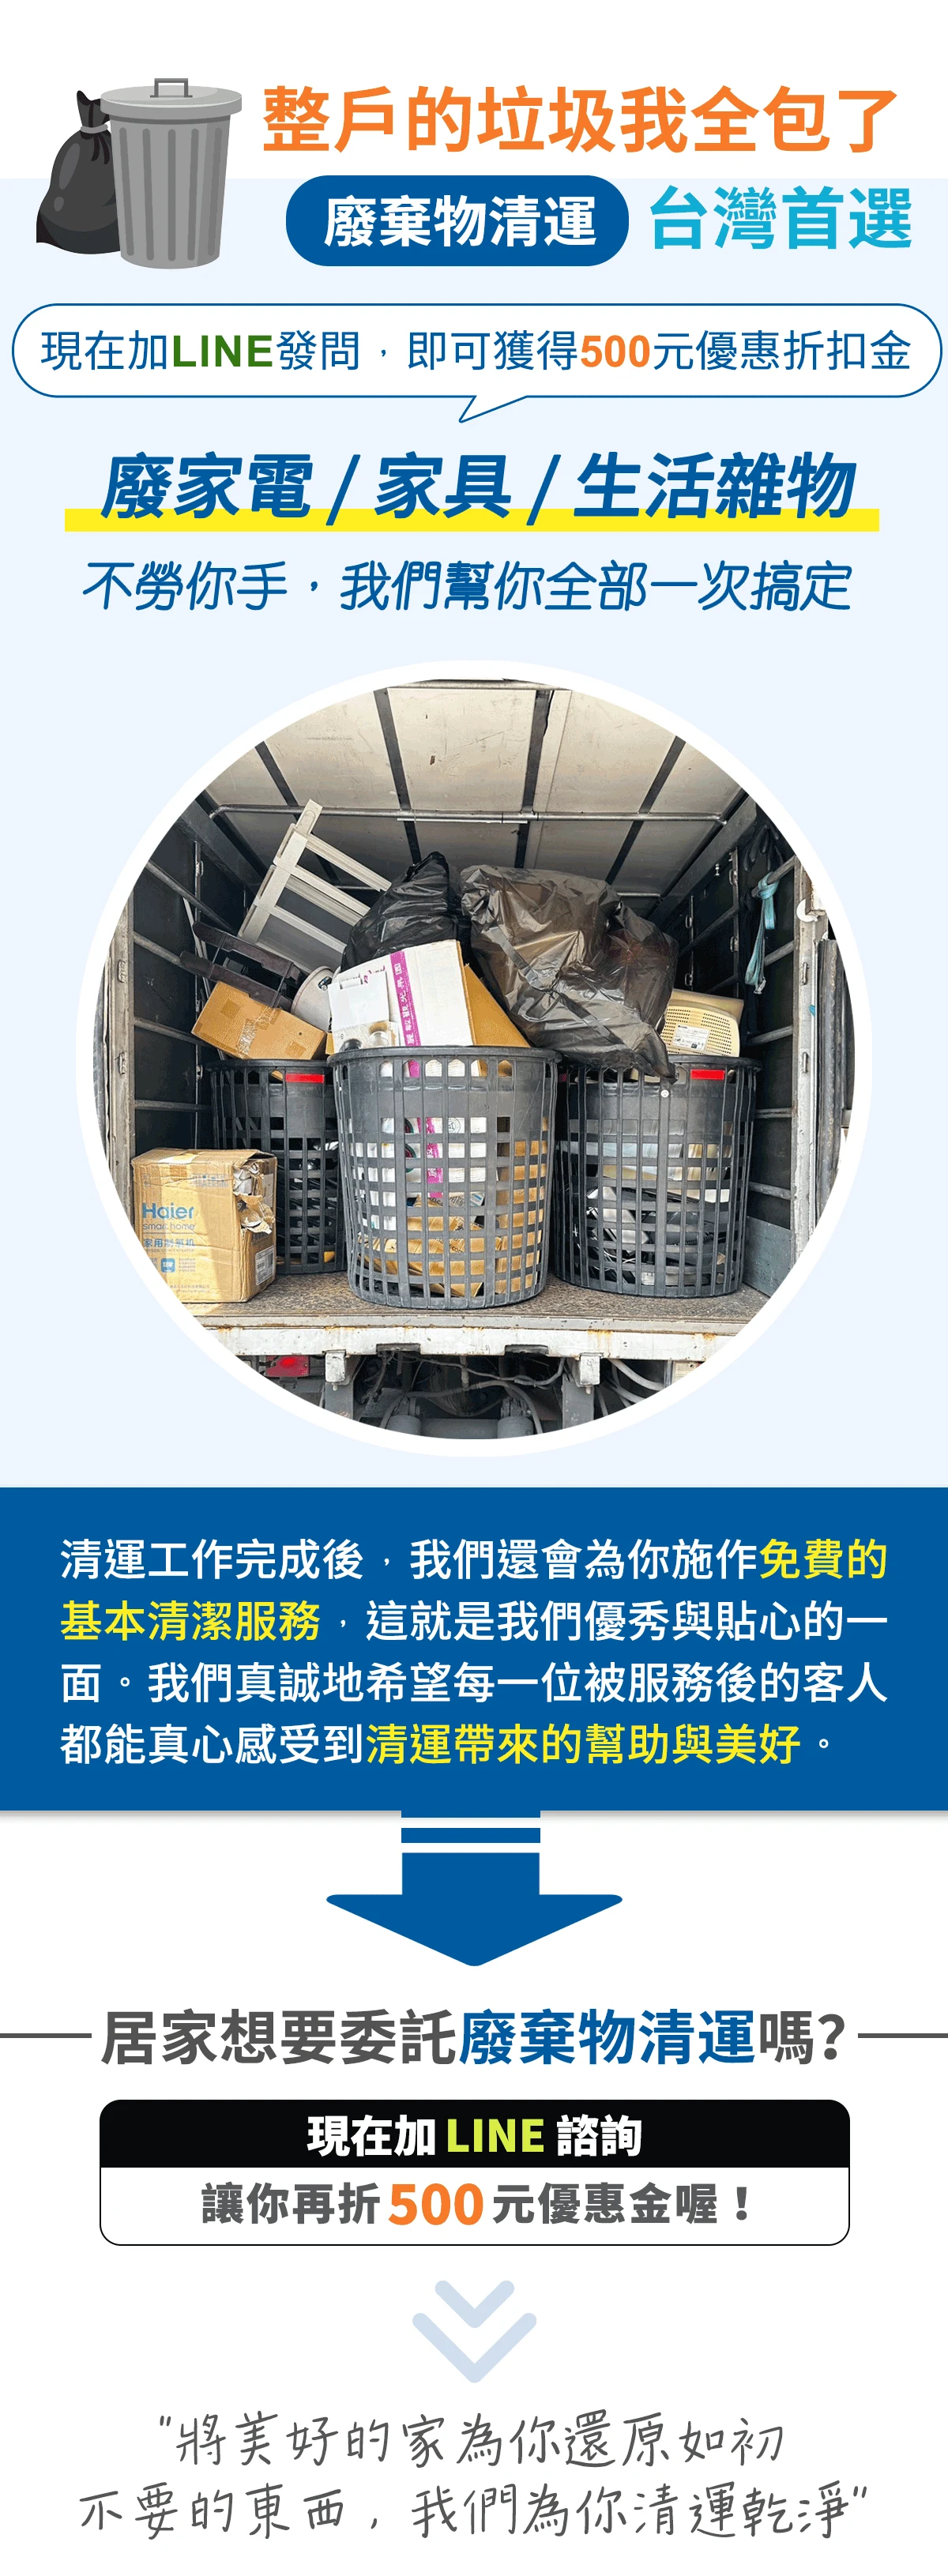 整戶的垃圾我全包了
廢棄物清運 台灣首選
現在加LINE發問，即可獲得500元優惠折扣金
廢家電/家具/生活雜物
不勞你手，我們幫你全部一次搞定
Haier
smart home
清運工作完成後，我們還會為你施作免費的
基本清潔服務，這就是我們優秀與貼心的一
面。我們真誠地希望每一位被服務後的客人
都能真心感受到清運帶來的幫助與美好。
居家想要委託廢棄物清運嗎？
現在加 LINE 諮詢
讓你再折 500 元優惠金喔！
"將美好的家為你還原如初
不要的東西，我們為你清運乾淨"